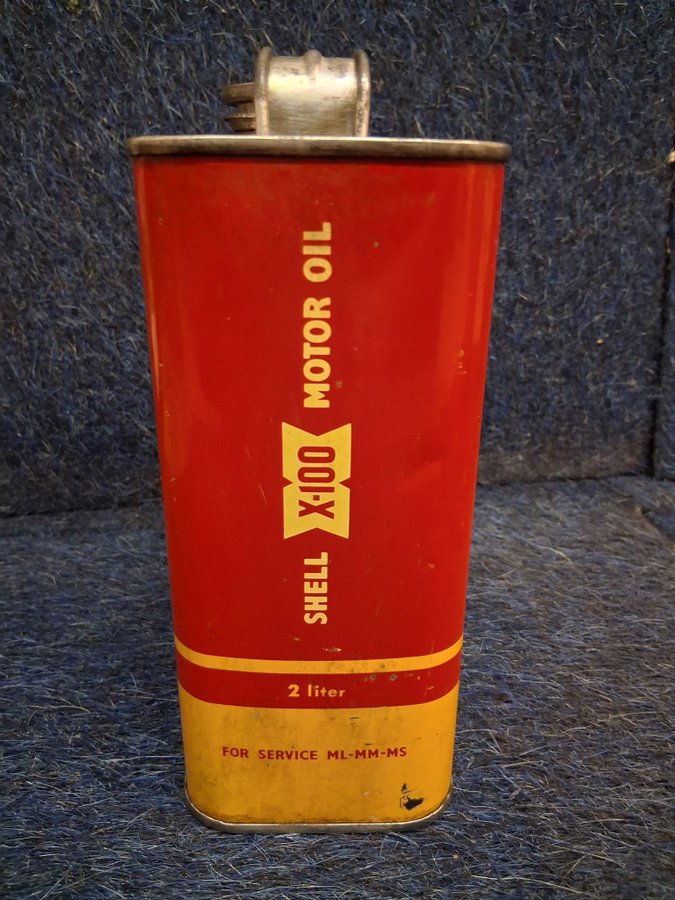 SHELL X-100 MOTOR OIL
2 liter
FOR SERVICE ML-MM-MS